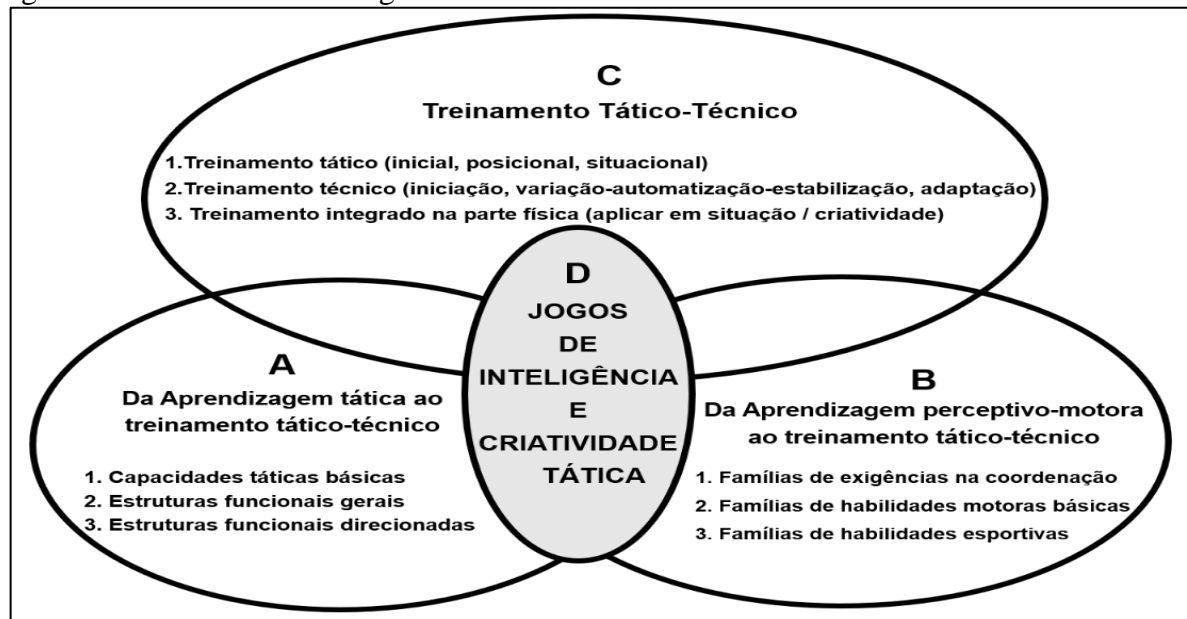 C
Treinamento Tático-Técnico
1.Treinamento tático (inicial, posicional, situacional)
2.Treinamento técnico (iniciação, variação-automatização-estabilização, adaptação)
3. Treinamento integrado na parte física (aplicar em situação / criatividade)
D
JOGOS
DE
INTELIGÊNCIA
E
CRIATIVIDADE
TÁTICA
A
Da Aprendizagem tática ao
treinamento tático-técnico
1. Capacidades táticas básicas
2. Estruturas funcionais gerais
3. Estruturas funcionais direcionadas
B
Da Aprendizagem perceptivo-motora
ao treinamento tático-técnico
1. Famílias de exigências na coordenação
2. Famílias de habilidades motoras básicas
3. Famílias de habilidades esportivas